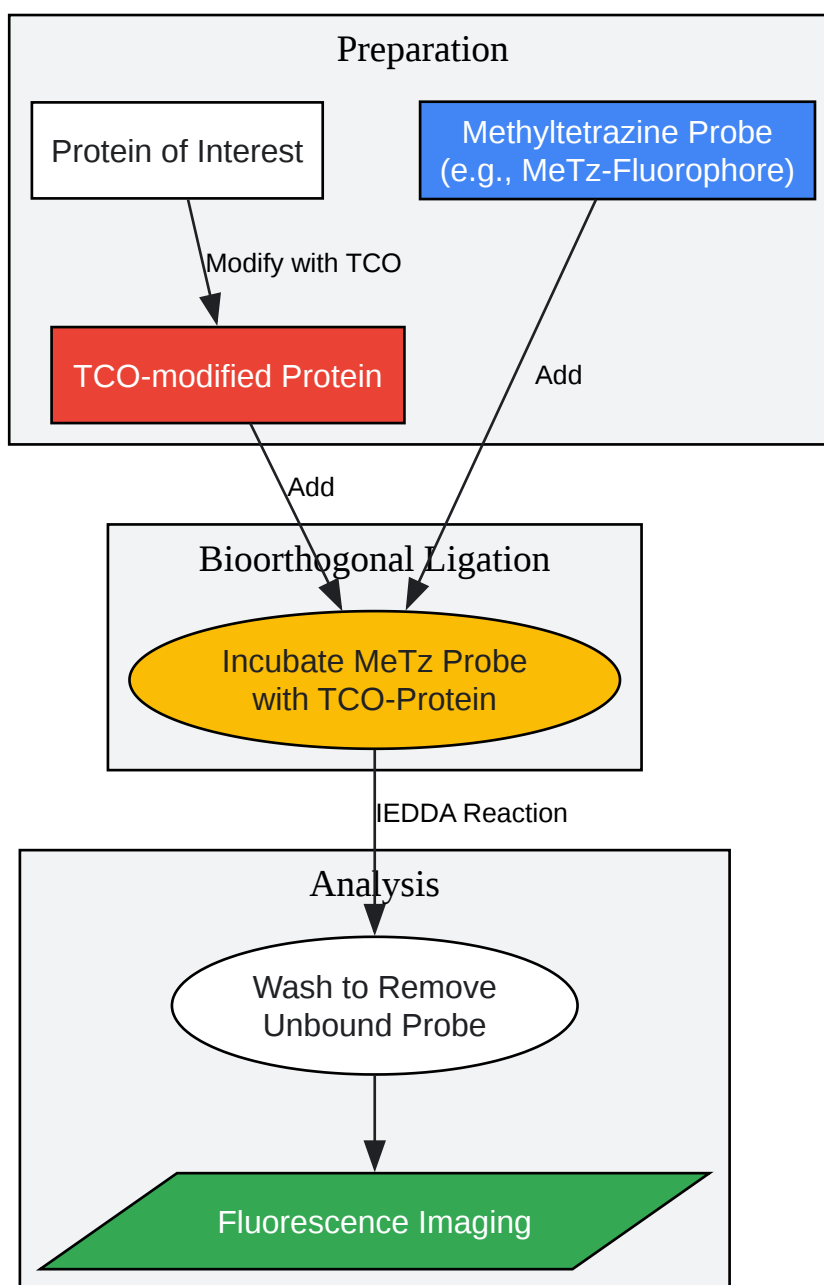 Preparation
Protein of Interest
Methyltetrazine Probe
(e.g., MeTz-Fluorophore)
Modify with TCO
TCO-modified Protein
Add
Add
Bioorthogonal Ligation
Incubate MeTz Probe
with TCO-Protein
IEDDA Reaction
Analysis
Wash to Remove
Unbound Probe
Fluorescence Imaging